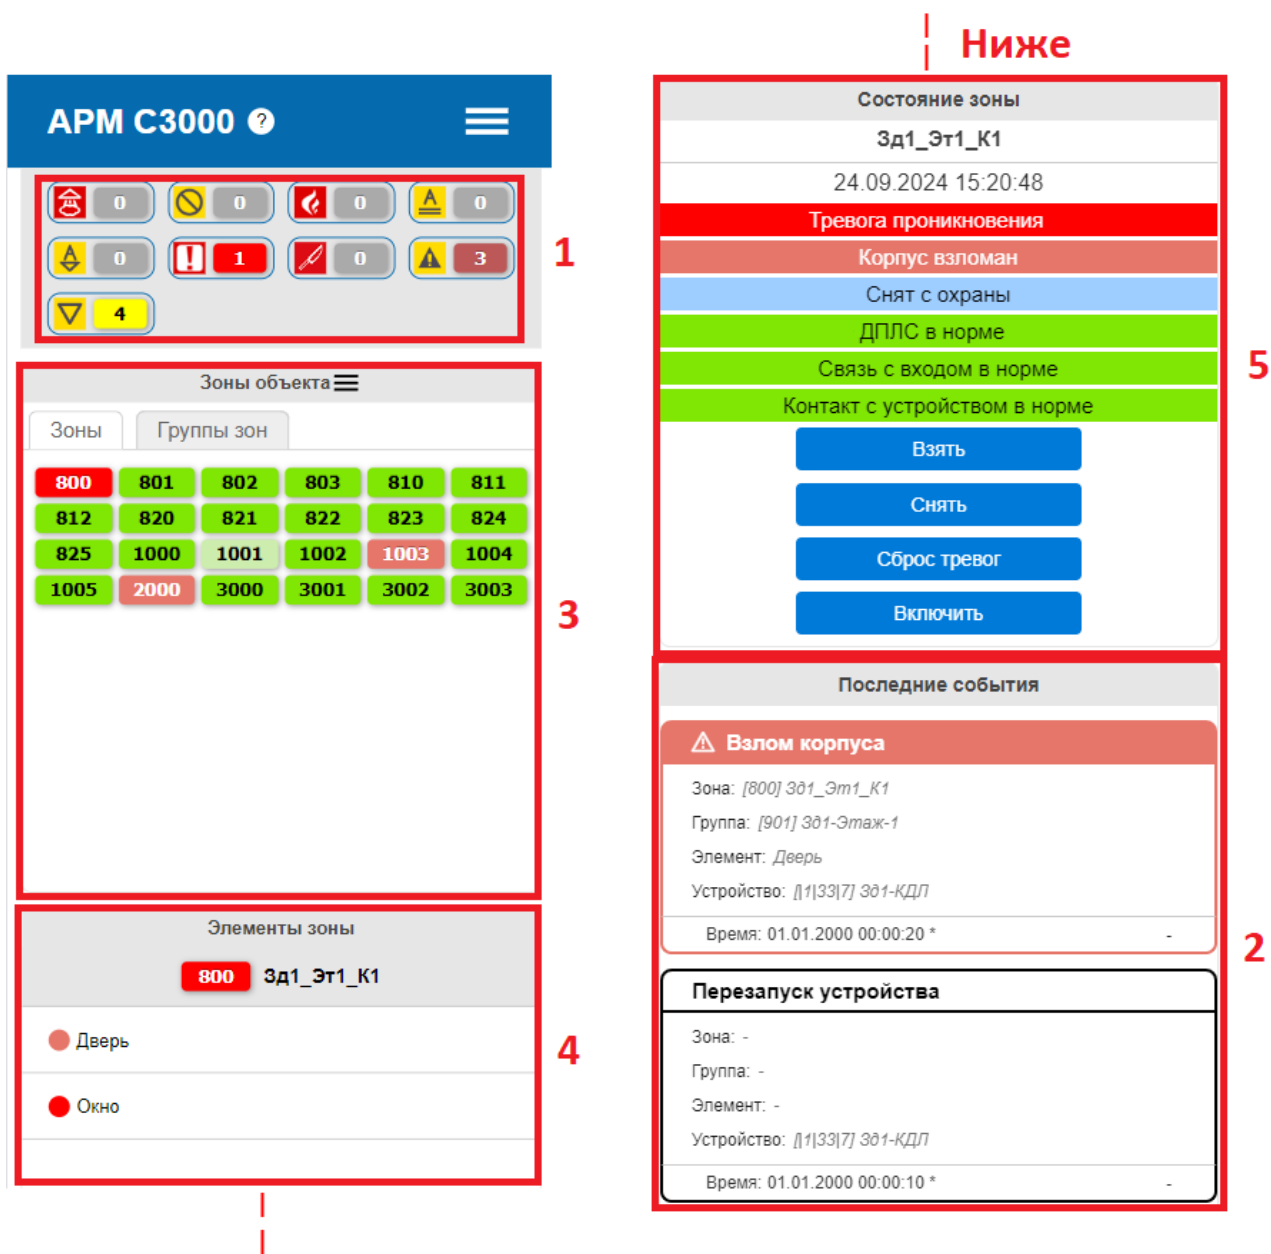 Ниже
АРМ С3000 ?
0 0 0 0
0 1 0 3
4
1
Зоны объекта
Зоны Группы зон
800 801 802 803 810 811
812 820 821 822 823 824
825 1000 1001 1002 1003 1004
1005 2000 3000 3001 3002 3003
3
Элементы зоны
800 Зд1_Эт1_К1
Дверь
Окно
4
Состояние зоны
Зд1_Эт1_К1
24.09.2024 15:20:48
Тревога проникновения
Корпус взломан
Снят с охраны
ДПЛС в норме
Связь с входом в норме
Контакт с устройством в норме
Взять
Снять
Сброс тревог
Включить
5
Последние события
Взлом корпуса
Зона: [800] Зд1_Эт1_К1
Группа: [901] Зд1-Этаж-1
Элемент: Дверь
Устройство: [|1|33|7] Зд1-КДЛ
Время: 01.01.2000 00:00:20 * -
Перезапуск устройства
Зона: -
Группа: -
Элемент: -
Устройство: [|1|33|7] Зд1-КДЛ
Время: 01.01.2000 00:00:10 * -
2